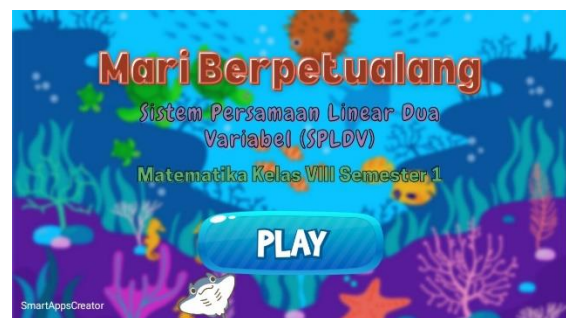 Mari Berpetualang
Sistem Persamaan Linear Dua
Variabel (SPLDV)
Matematika Kelas VIII Semester 1
PLAY
SmartAppsCreator